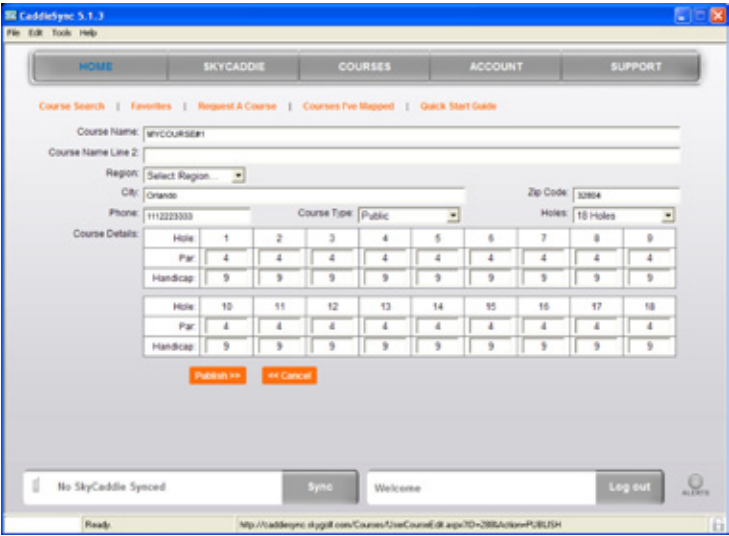 CaddieSync 5.1.3
File Edit Tools Help
HOME SKYCADDIE COURSES ACCOUNT SUPPORT
Course Search | Favorites | Request A Course | Courses I've Mapped | Quick Start Guide
Course Name: MYCOURSE#1
Course Name Line 2:
Region: Select Region...
City: Orlando Zip Code: 32804
Phone: 1112223333 Course Type: Public Holes: 18 Holes
Course Details:
Hole: 1 2 3 4 5 6 7 8 9
Par: 4 4 4 4 4 4 4 4 4
Handicap: 9 9 9 9 9 9 9 9 9
Hole: 10 11 12 13 14 15 16 17 18
Par: 4 4 4 4 4 4 4 4 4
Handicap: 9 9 9 9 9 9 9 9 9
Publish >> << Cancel
No SkyCaddie Synced Sync Welcome Log out ALERTS
Ready. http://caddiesync.skygolf.com/Courses/UserCourseEdit.aspx?ID=288&Action=PUBLISH